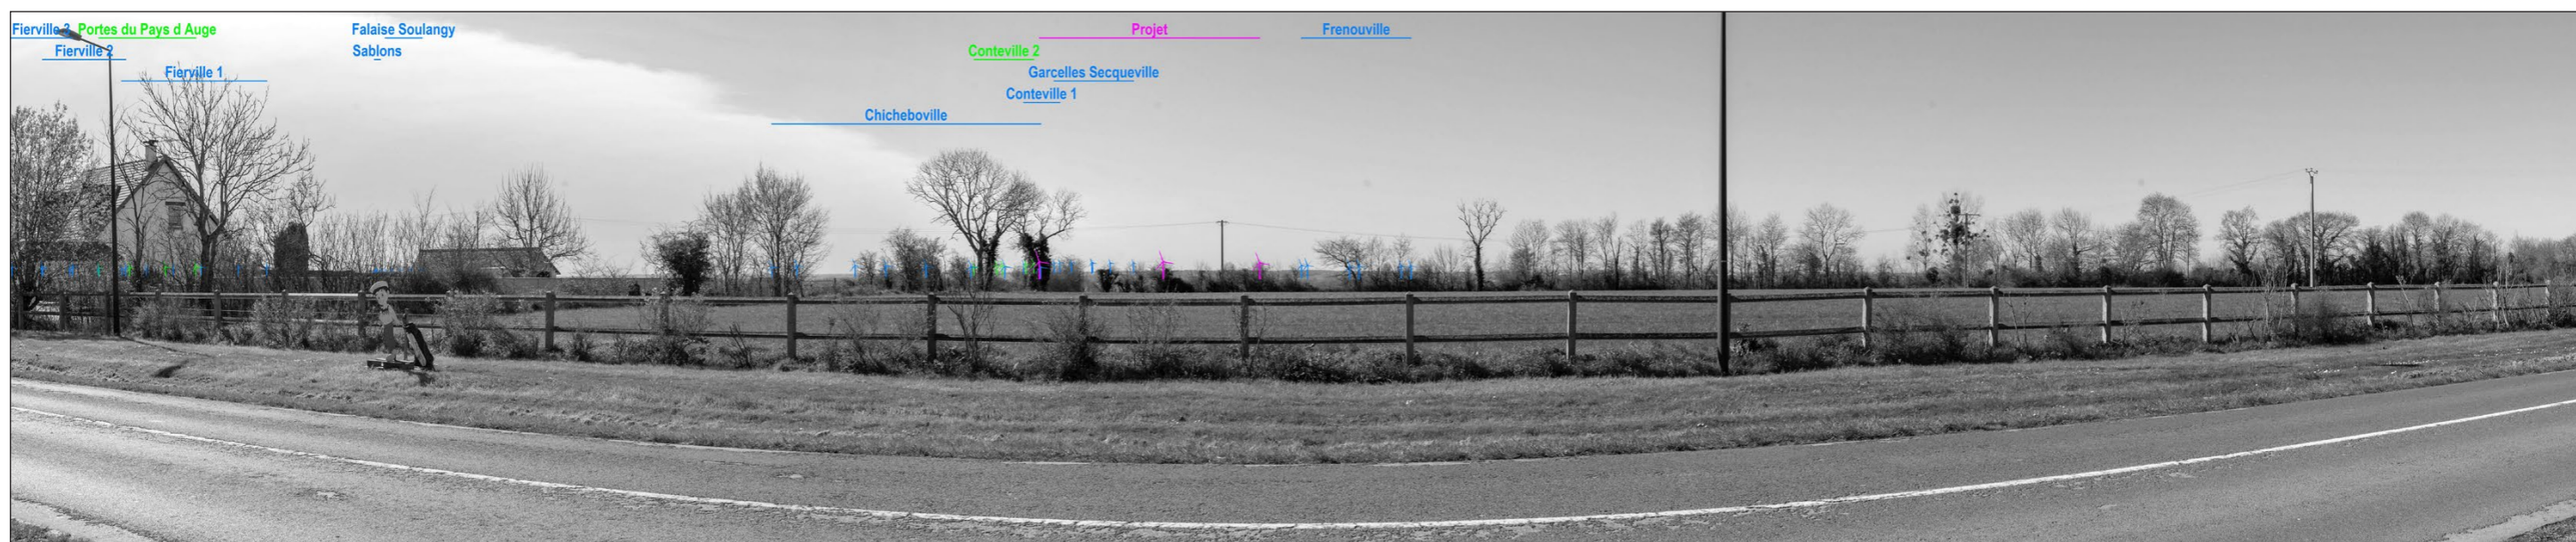 Fierville 3 Portes du Pays d Auge Falaise Soulangy Projet Frenouville
Fierville 2 Sablons Conteville 2
Fierville 1 Garcelles Secqueville
Conteville 1
Chicheboville